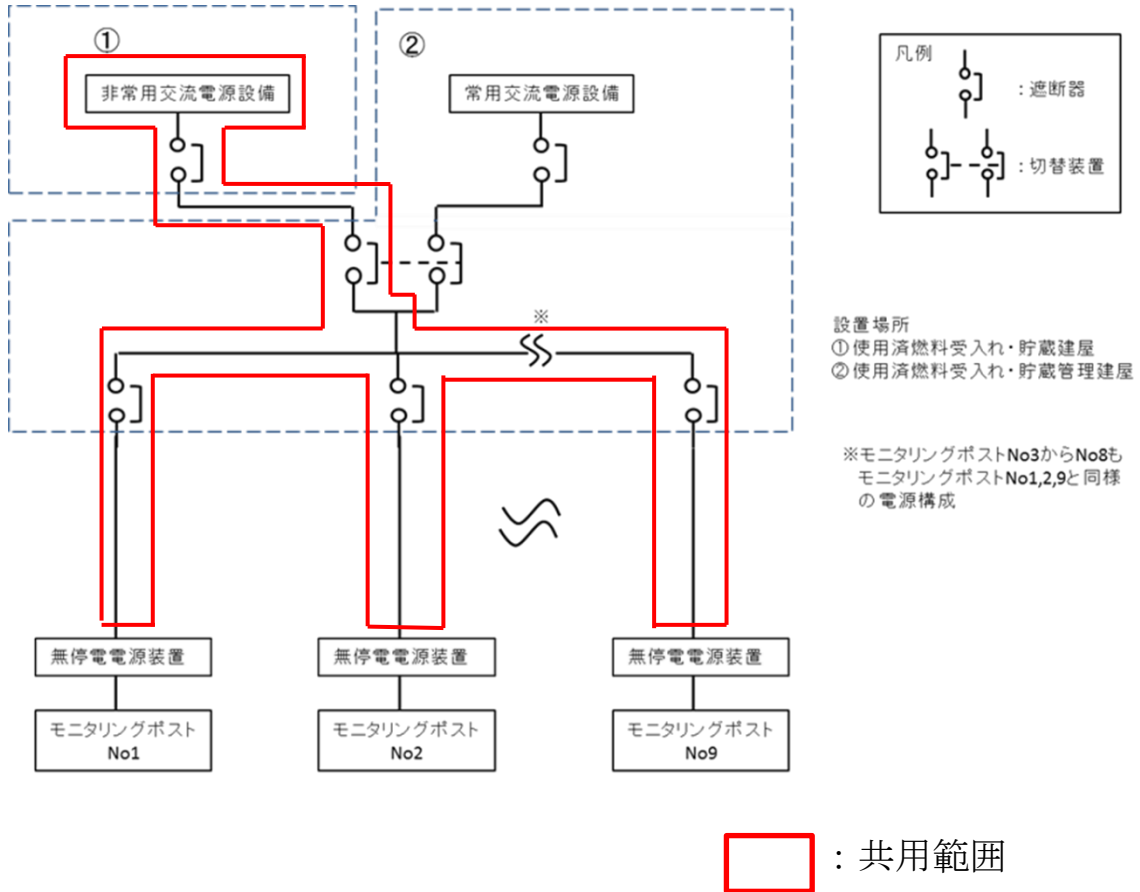 ①
②
非常用交流電源設備
常用交流電源設備
凡例
：遮断器
：切替装置
※
設置場所
①使用済燃料受入れ・貯蔵建屋
②使用済燃料受入れ・貯蔵管理建屋
※モニタリングポストNo3からNo8も
モニタリングポストNo1,2,9と同様
の電源構成
無停電電源装置
無停電電源装置
無停電電源装置
モニタリングポスト
No1
モニタリングポスト
No2
モニタリングポスト
No9
：共用範囲